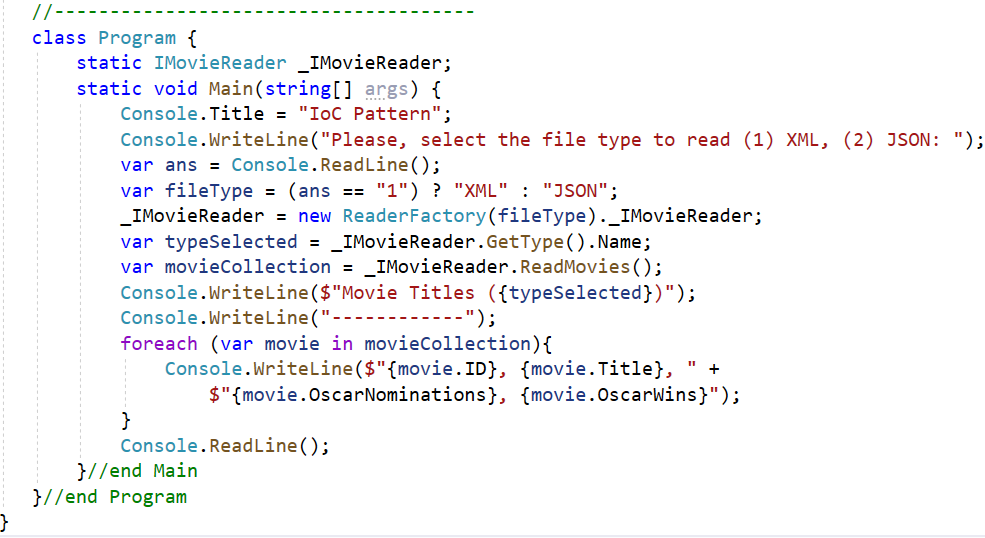 //--------------------------------------
class Program {
    static IMovieReader _IMovieReader;
    static void Main(string[] args) {
        Console.Title = "IoC Pattern";
        Console.WriteLine("Please, select the file type to read (1) XML, (2) JSON: ");
        var ans = Console.ReadLine();
        var fileType = (ans == "1") ? "XML" : "JSON";
        _IMovieReader = new ReaderFactory(fileType)._IMovieReader;
        var typeSelected = _IMovieReader.GetType().Name;
        var movieCollection = _IMovieReader.ReadMovies();
        Console.WriteLine($"Movie Titles ({typeSelected})");
        Console.WriteLine("------------");
        foreach (var movie in movieCollection){
            Console.WriteLine($"{movie.ID}, {movie.Title}, " +
                $"{movie.OscarNominations}, {movie.OscarWins}");
        }
        Console.ReadLine();
    }//end Main
}//end Program
}